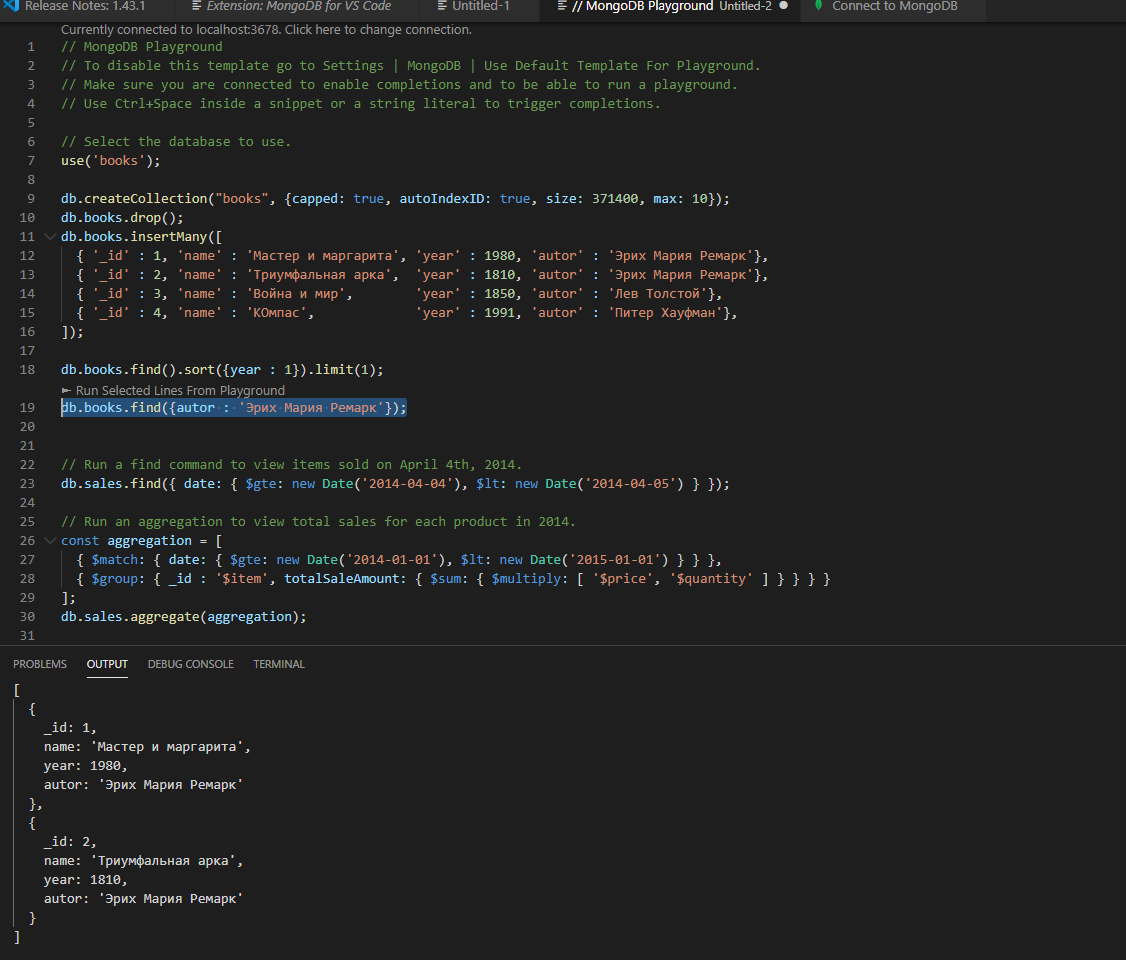 Release Notes: 1.43.1 Extension: MongoDB for VS Code Untitled-1 // MongoDB Playground Untitled-2 Connect to MongoDB
Currently connected to localhost:3678. Click here to change connection.
1 // MongoDB Playground
2 // To disable this template go to Settings | MongoDB | Use Default Template For Playground.
3 // Make sure you are connected to enable completions and to be able to run a playground.
4 // Use Ctrl+Space inside a snippet or a string literal to trigger completions.
5
6 // Select the database to use.
7 use('books');
8
9 db.createCollection("books", {capped: true, autoIndexID: true, size: 371400, max: 10});
10 db.books.drop();
11 db.books.insertMany([
12 { '_id' : 1, 'name' : 'Мастер и маргарита', 'year' : 1980, 'autor' : 'Эрих Мария Ремарк'},
13 { '_id' : 2, 'name' : 'Триумфальная арка', 'year' : 1810, 'autor' : 'Эрих Мария Ремарк'},
14 { '_id' : 3, 'name' : 'Война и мир', 'year' : 1850, 'autor' : 'Лев Толстой'},
15 { '_id' : 4, 'name' : 'КОмпас', 'year' : 1991, 'autor' : 'Питер Хауфман'},
16 ]);
17
18 db.books.find().sort({year : 1}).limit(1);
► Run Selected Lines From Playground
19 db.books.find({autor : 'Эрих Мария Ремарк'});
20
21
22 // Run a find command to view items sold on April 4th, 2014.
23 db.sales.find({ date: { $gte: new Date('2014-04-04'), $lt: new Date('2014-04-05') } });
24
25 // Run an aggregation to view total sales for each product in 2014.
26 const aggregation = [
27 { $match: { date: { $gte: new Date('2014-01-01'), $lt: new Date('2015-01-01') } } },
28 { $group: { _id : '$item', totalSaleAmount: { $sum: { $multiply: [ '$price', '$quantity' ] } } } }
29 ];
30 db.sales.aggregate(aggregation);
31
PROBLEMS OUTPUT DEBUG CONSOLE TERMINAL
[
{
_id: 1,
name: 'Мастер и маргарита',
year: 1980,
autor: 'Эрих Мария Ремарк'
},
{
_id: 2,
name: 'Триумфальная арка',
year: 1810,
autor: 'Эрих Мария Ремарк'
}
]